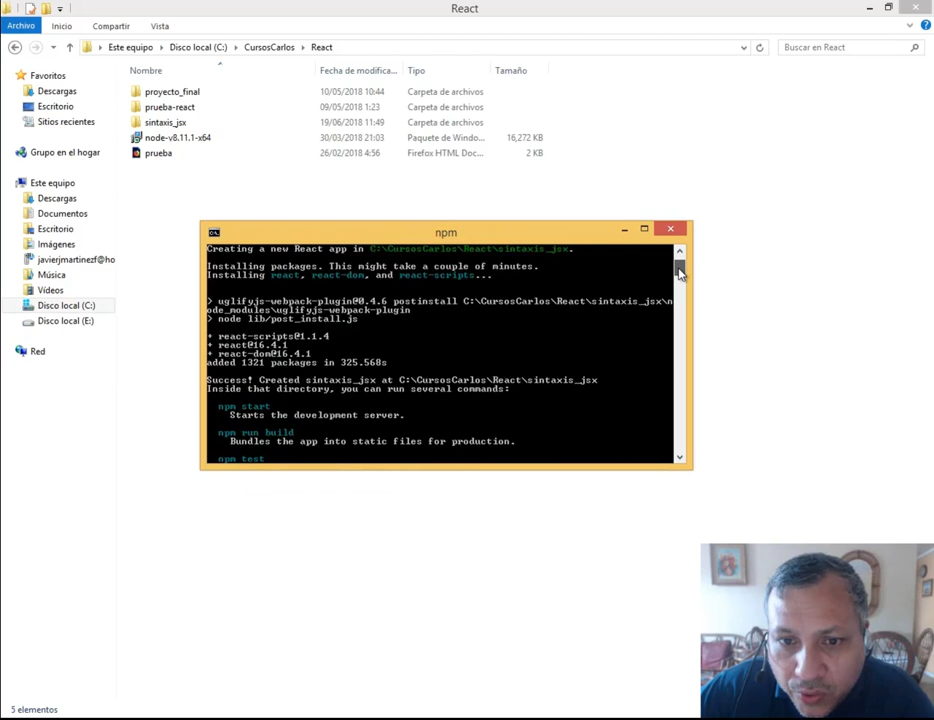 React
Archivo
Inicio
Compartir
Vista
Este equipo
Disco local (C:)
CursosCarlos
React
Buscar en React
Nombre
Fecha de modifica...
Tipo
Tamaño
Favoritos
Descargas
Escritorio
Sitios recientes
Grupo en el hogar
Este equipo
Descargas
Documentos
Escritorio
Imágenes
javierjmartinezf@ho
Música
Vídeos
Disco local (C:)
Disco local (E:)
Red
proyecto_final 10/05/2018 10:44 Carpeta de archivos
prueba-react 09/05/2018 1:23 Carpeta de archivos
sintaxis_jsx 19/06/2018 11:49 Carpeta de archivos
node-v8.11.1-x64 30/03/2018 21:03 Paquete de Windo... 16,272 KB
prueba 26/02/2018 4:56 Firefox HTML Doc... 2 KB
npm
Creating a new React app in C:\CursosCarlos\React\sintaxis_jsx.
Installing packages. This might take a couple of minutes.
Installing react, react-dom, and react-scripts...
> uglifyjs-webpack-plugin@0.4.6 postinstall C:\CursosCarlos\React\sintaxis_jsx\n
ode_modules\uglifyjs-webpack-plugin
> node lib/post_install.js
+ react-scripts@1.1.4
+ react@16.4.1
+ react-dom@16.4.1
added 1321 packages in 325.568s
Success! Created sintaxis_jsx at C:\CursosCarlos\React\sintaxis_jsx
Inside that directory, you can run several commands:
npm start
Starts the development server.
npm run build
Bundles the app into static files for production.
npm test
5 elementos